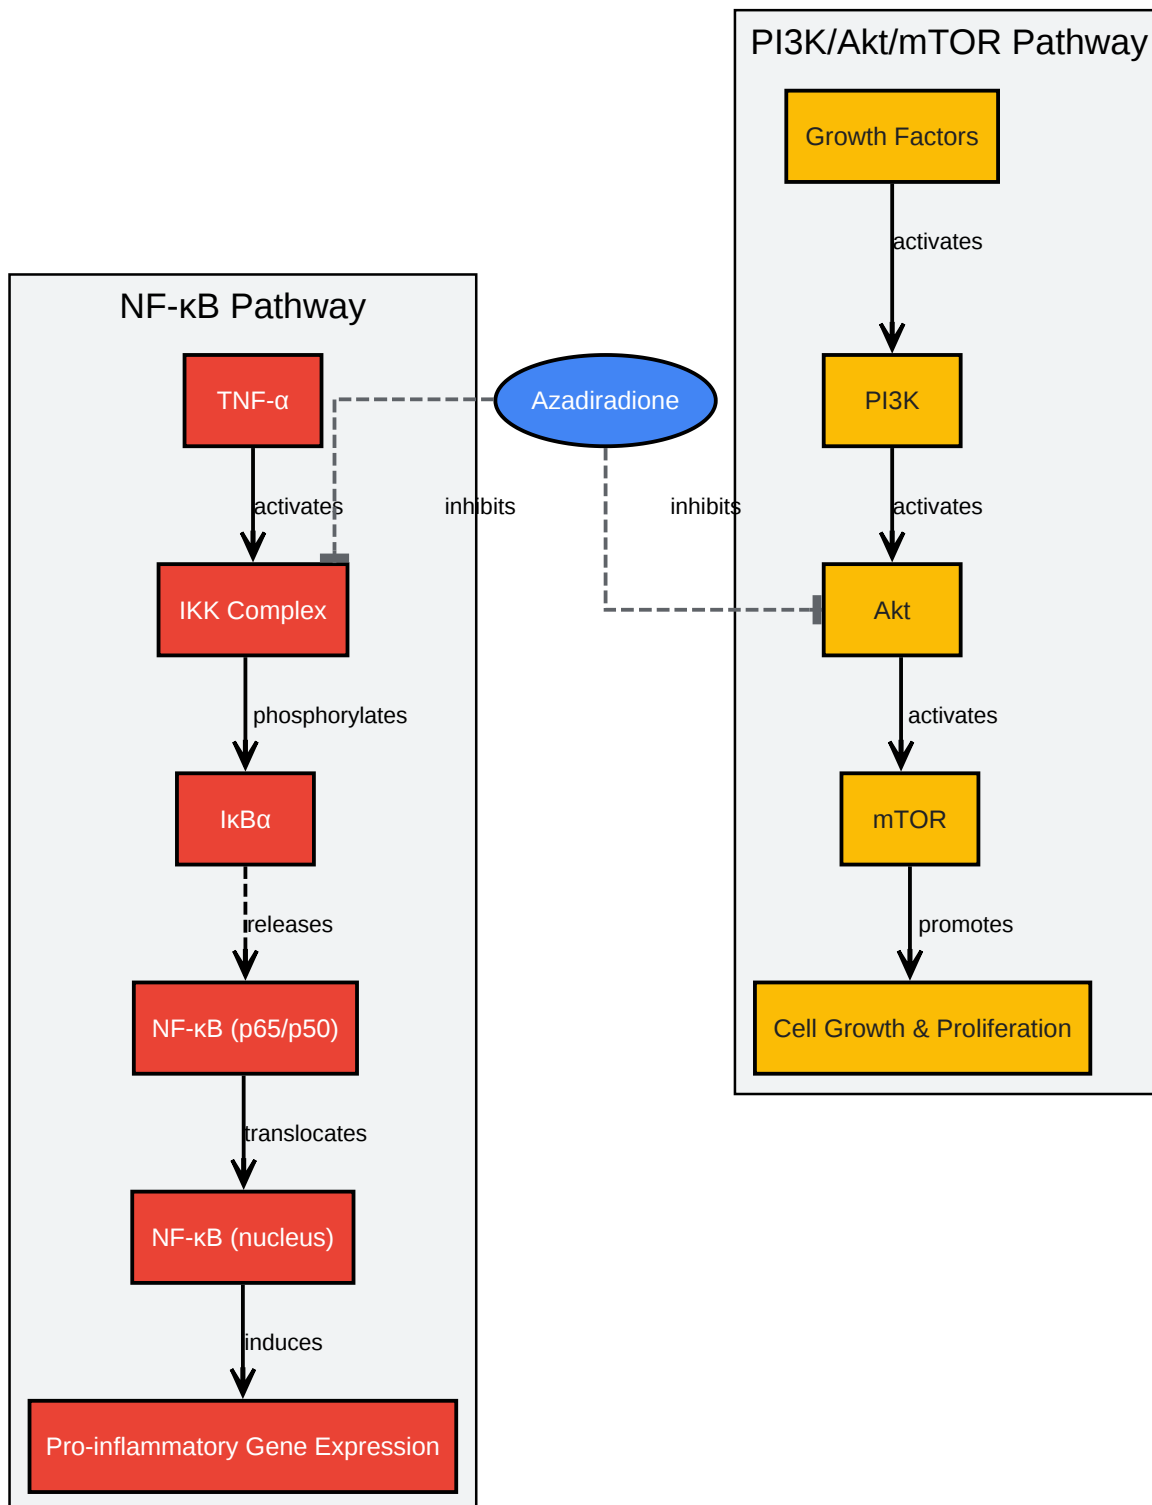 PI3K/Akt/mTOR Pathway
Growth Factors
activates
NF-κB Pathway
TNF-α
Azadiradione
PI3K
activates
inhibits
inhibits
activates
IKK Complex
Akt
phosphorylates
activates
IκBα
mTOR
releases
promotes
NF-κB (p65/p50)
Cell Growth & Proliferation
translocates
NF-κB (nucleus)
induces
Pro-inflammatory Gene Expression